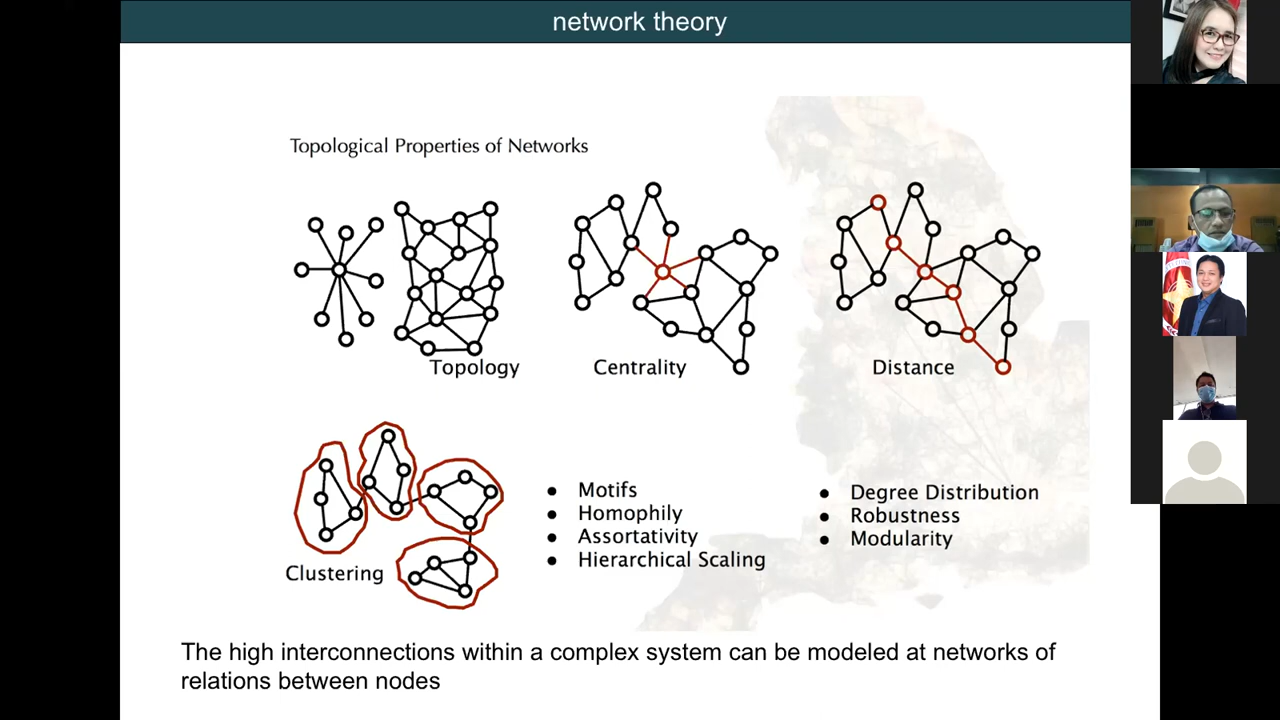 network theory
Topological Properties of Networks
Topology
Centrality
Distance
Clustering
● Motifs
● Homophily
● Assortativity
● Hierarchical Scaling
● Degree Distribution
● Robustness
● Modularity
The high interconnections within a complex system can be modeled at networks of
relations between nodes